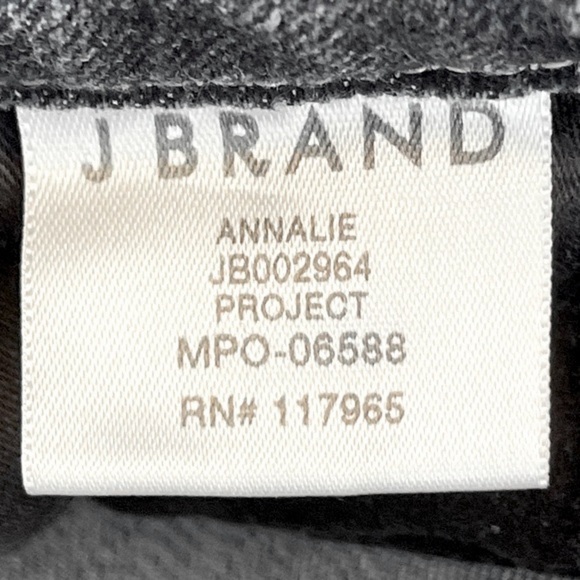 J BRAND
ANNALIE
JB002964
PROJECT
MPO-06588
RN# 117965